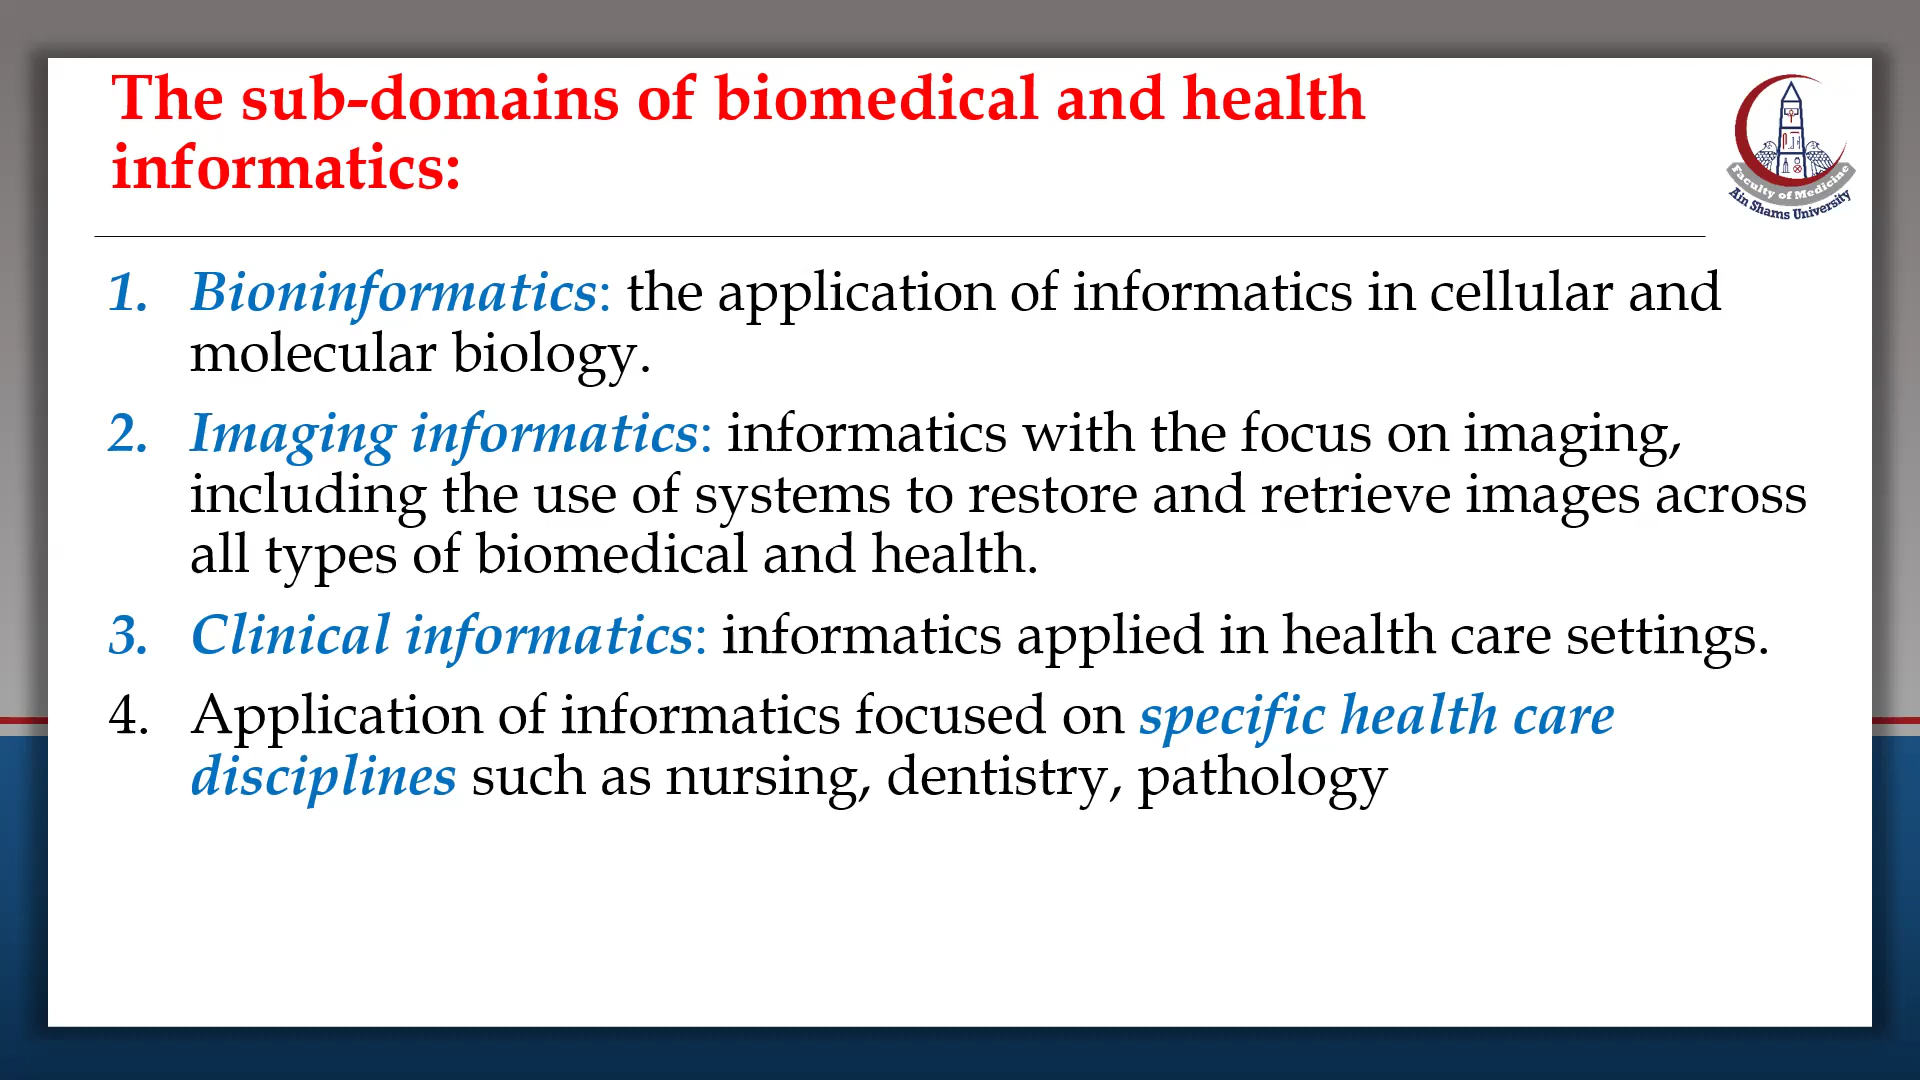 The sub-domains of biomedical and health
informatics:
Faculty of Medicine
Ain Shams University
1. Bioninformatics: the application of informatics in cellular and
molecular biology.
2. Imaging informatics: informatics with the focus on imaging,
including the use of systems to restore and retrieve images across
all types of biomedical and health.
3. Clinical informatics: informatics applied in health care settings.
4. Application of informatics focused on specific health care
disciplines such as nursing, dentistry, pathology